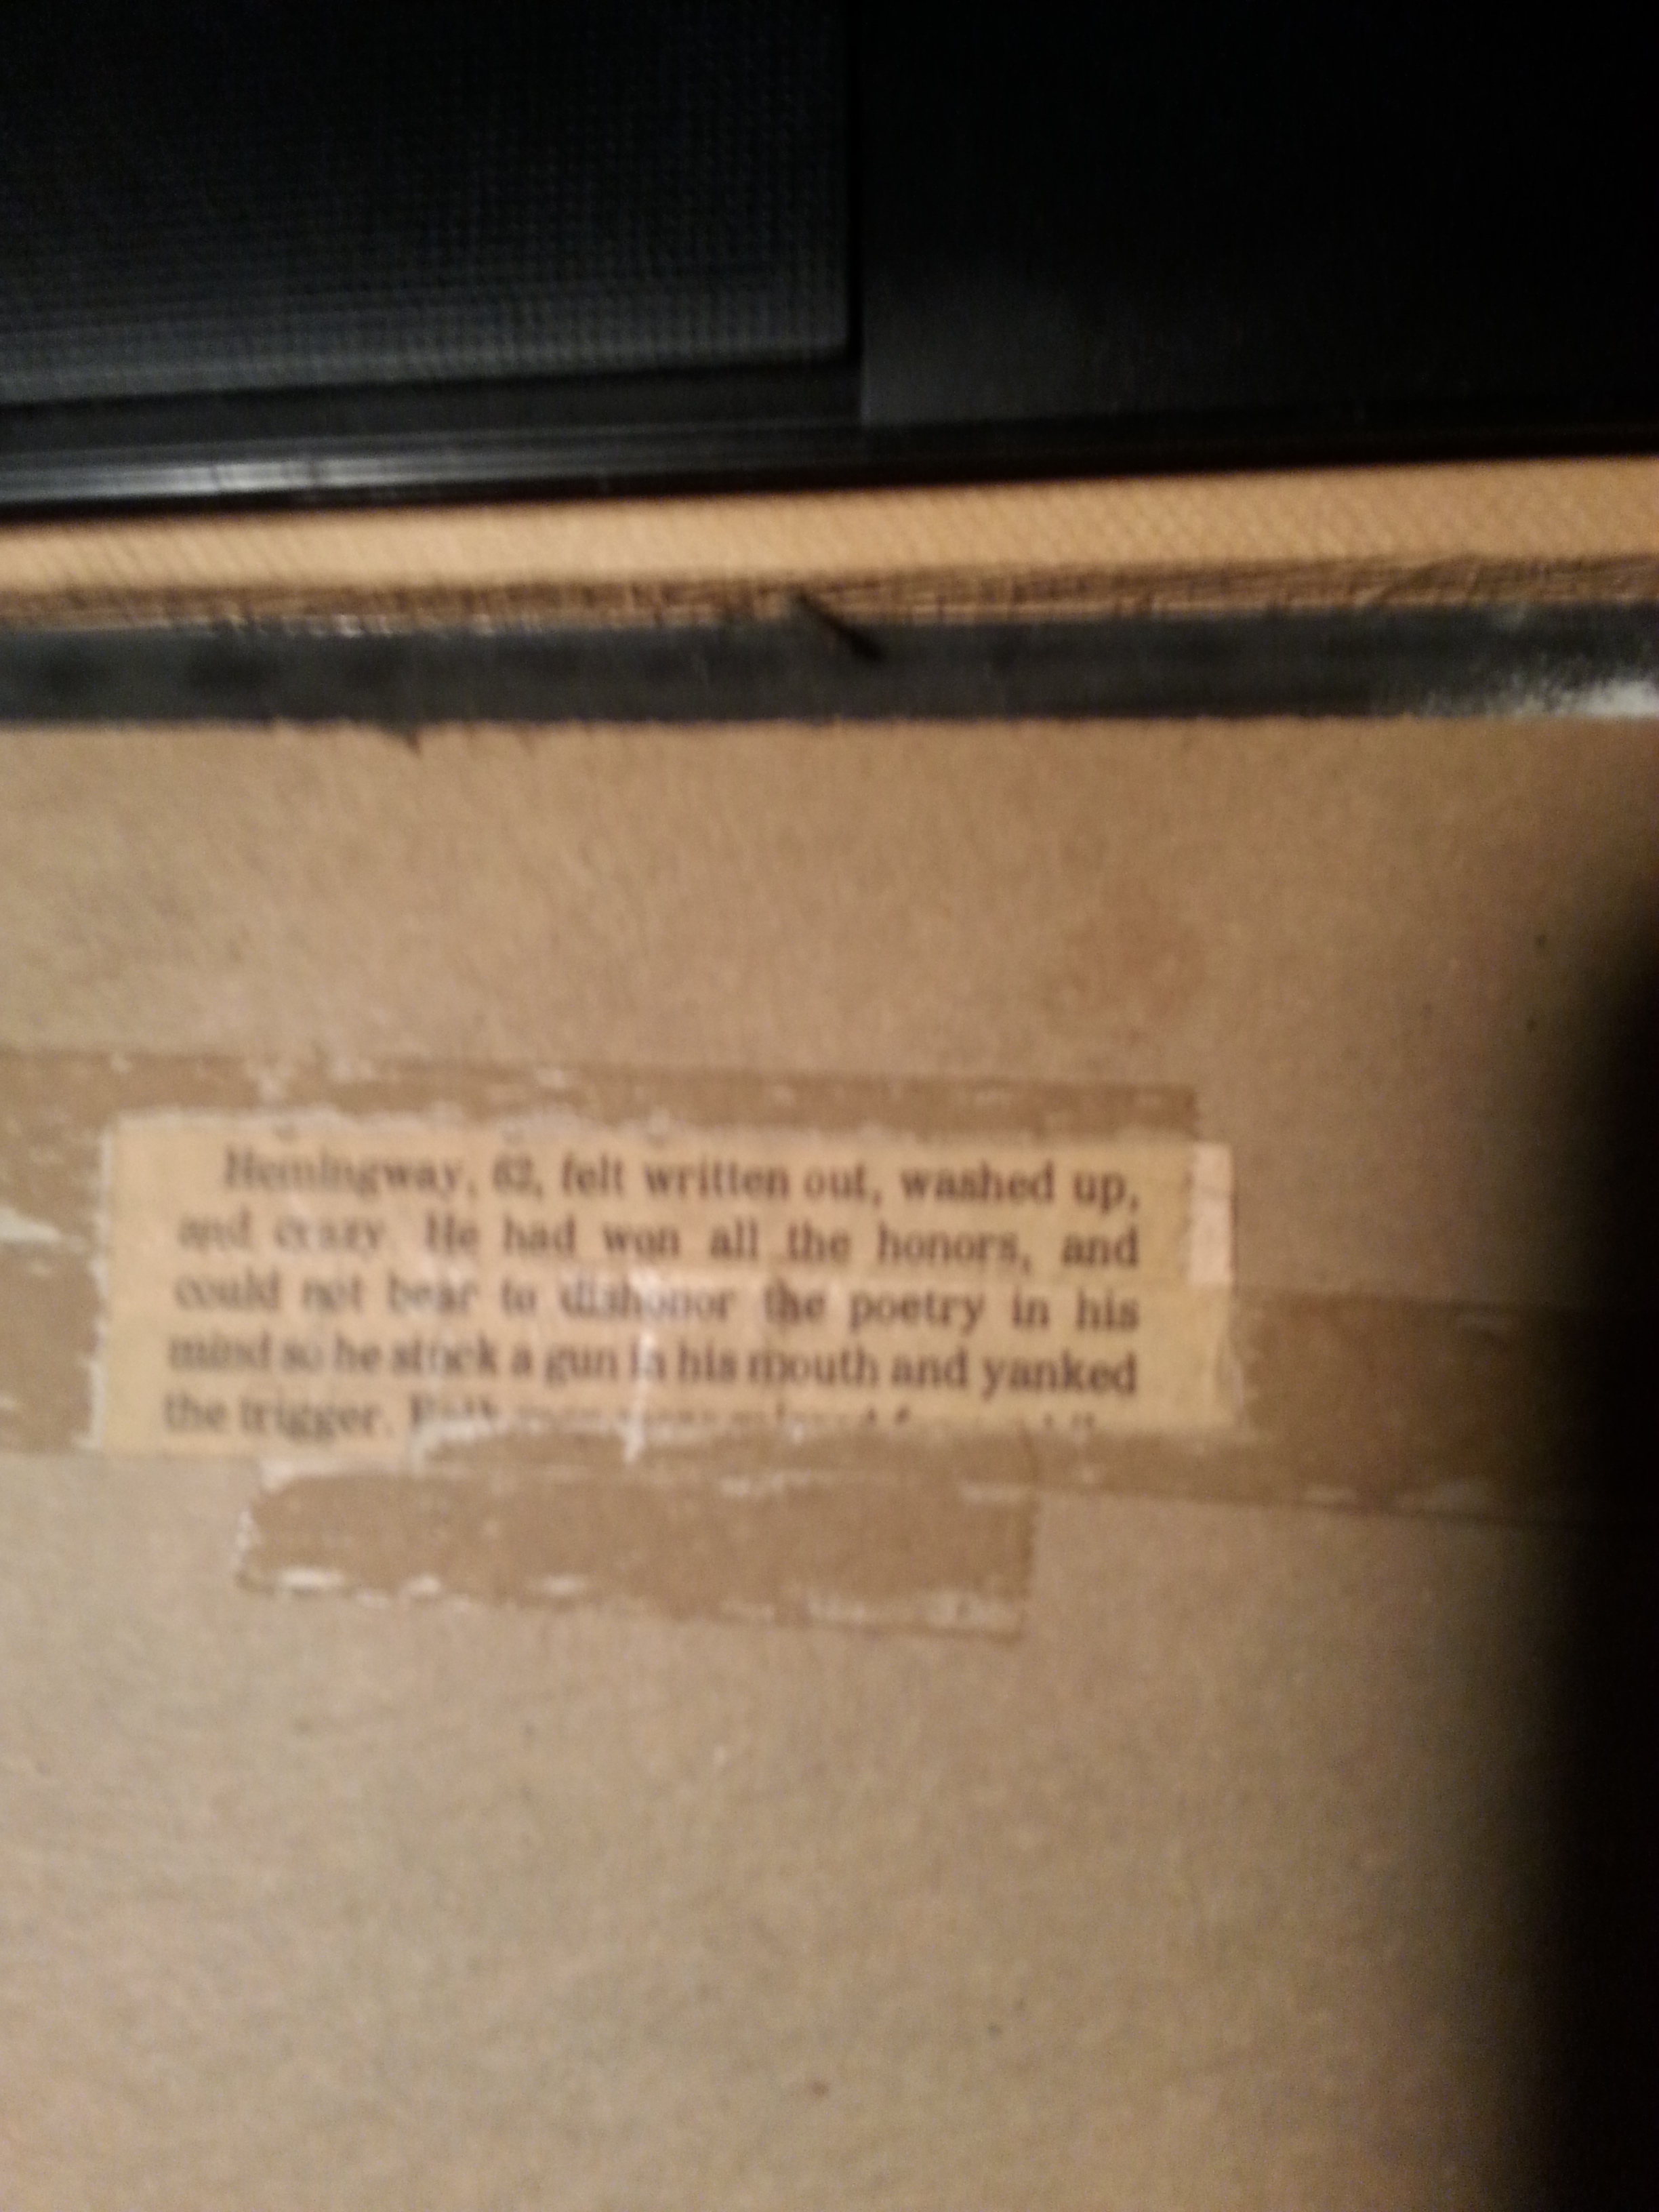 Hemingway, 62, felt written out, washed up,
and crazy. He had won all the honors, and
could not bear to dishonor the poetry in his
mind so he stuck a gun in his mouth and yanked
the trigger.